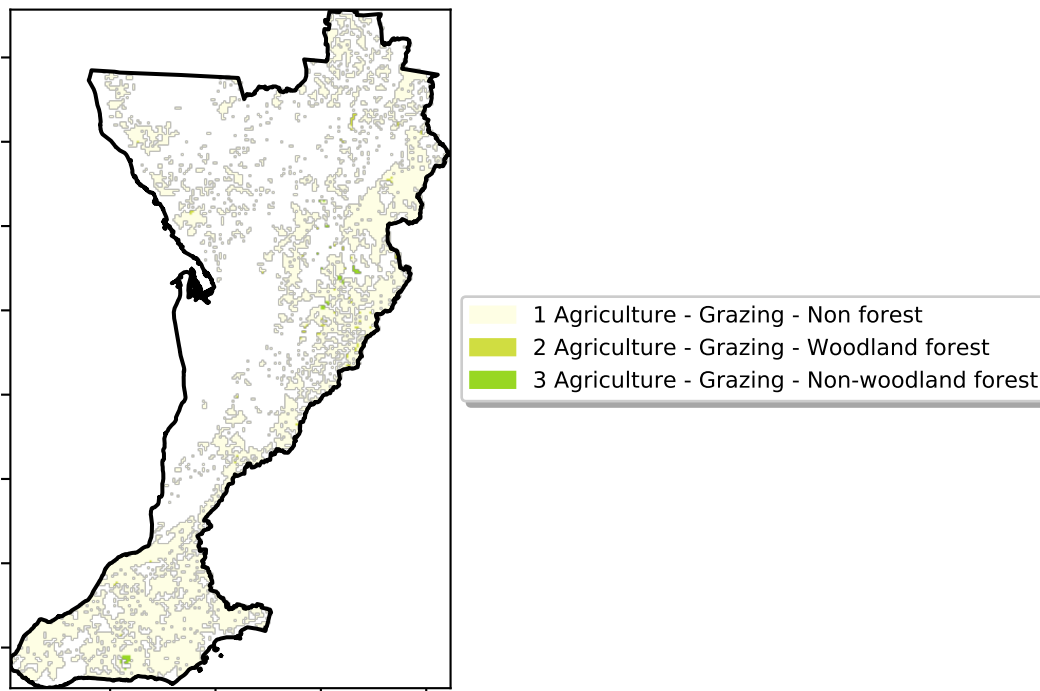 1 Agriculture - Grazing - Non forest
2 Agriculture - Grazing - Woodland forest
3 Agriculture - Grazing - Non-woodland forest